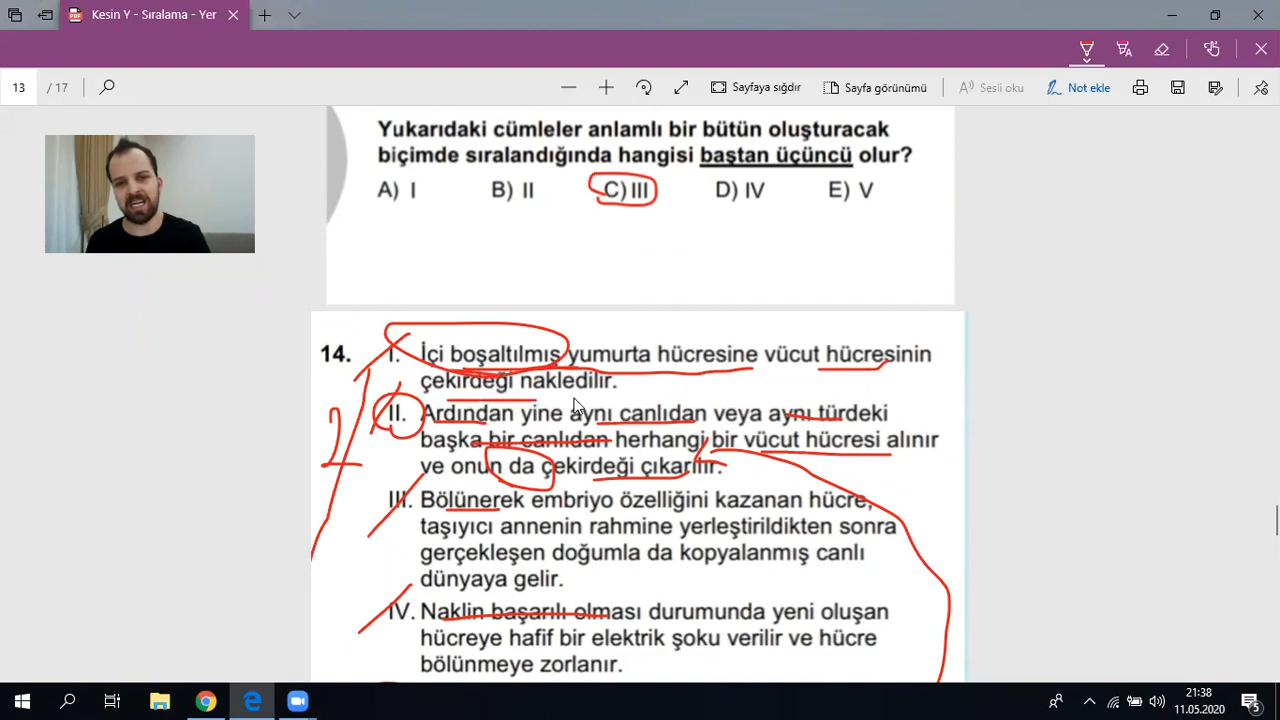 Kesin Y - Sıralama - Yer
13 / 17
Sayfaya sığdır
Sayfa görünümü
Sesli oku
Not ekle
Yukarıdaki cümleler anlamlı bir bütün oluşturacak
biçimde sıralandığında hangisi baştan üçüncü olur?
A) I B) II C) III D) IV E) V
14. I. İçi boşaltılmış yumurta hücresine vücut hücresinin
çekirdeği nakledilir.
II. Ardından yine aynı canlıdan veya aynı türdeki
başka bir canlıdan herhangi bir vücut hücresi alınır
ve onun da çekirdeği çıkarılır.
III. Bölünerek embriyo özelliğini kazanan hücre,
taşıyıcı annenin rahmine yerleştirildikten sonra
gerçekleşen doğumla da kopyalanmış canlı
dünyaya gelir.
IV. Naklin başarılı olması durumunda yeni oluşan
hücreye hafif bir elektrik şoku verilir ve hücre
bölünmeye zorlanır.
21:38
11.05.2020
5